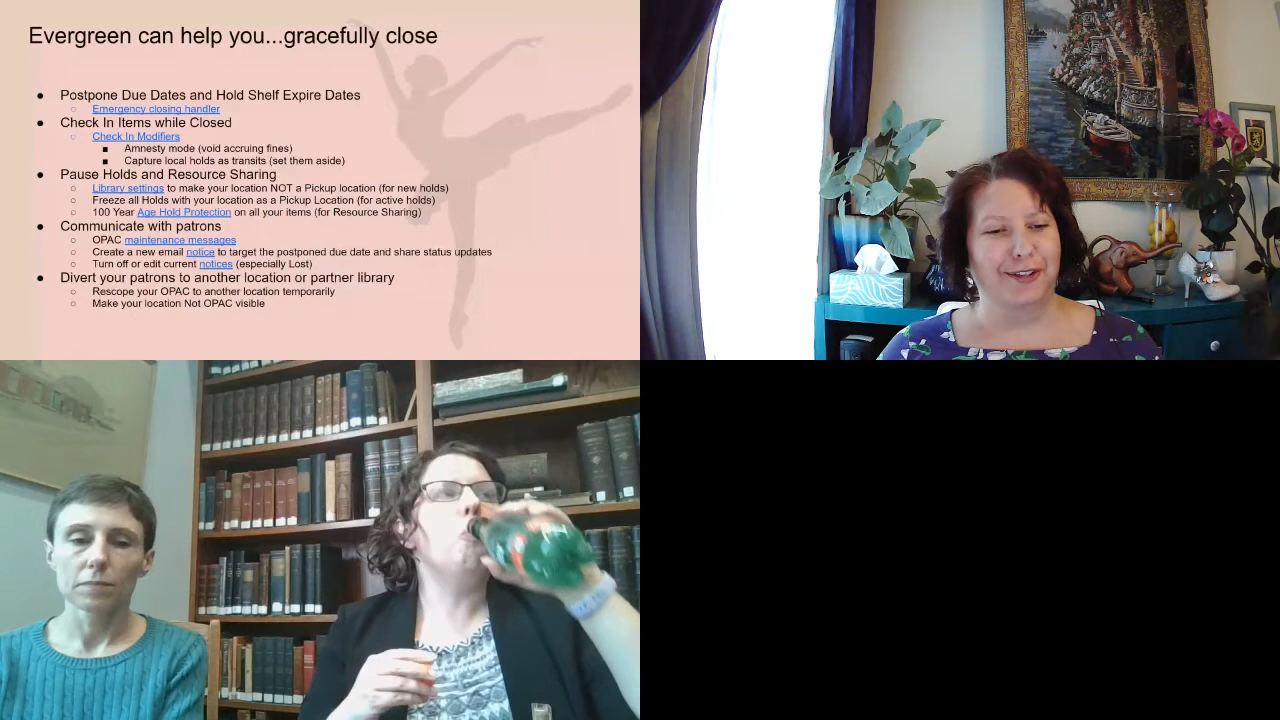 Evergreen can help you...gracefully close
● Postpone Due Dates and Hold Shelf Expire Dates
○ Emergency closing handler
● Check In Items while Closed
○ Check In Modifiers
■ Amnesty mode (void accruing fines)
■ Capture local holds as transits (set them aside)
● Pause Holds and Resource Sharing
○ Library settings to make your location NOT a Pickup location (for new holds)
○ Freeze all Holds with your location as a Pickup Location (for active holds)
○ 100 Year Age Hold Protection on all your items (for Resource Sharing)
● Communicate with patrons
○ OPAC maintenance messages
○ Create a new email notice to target the postponed due date and share status updates
○ Turn off or edit current notices (especially Lost)
● Divert your patrons to another location or partner library
○ Rescope your OPAC to another location temporarily
○ Make your location Not OPAC visible